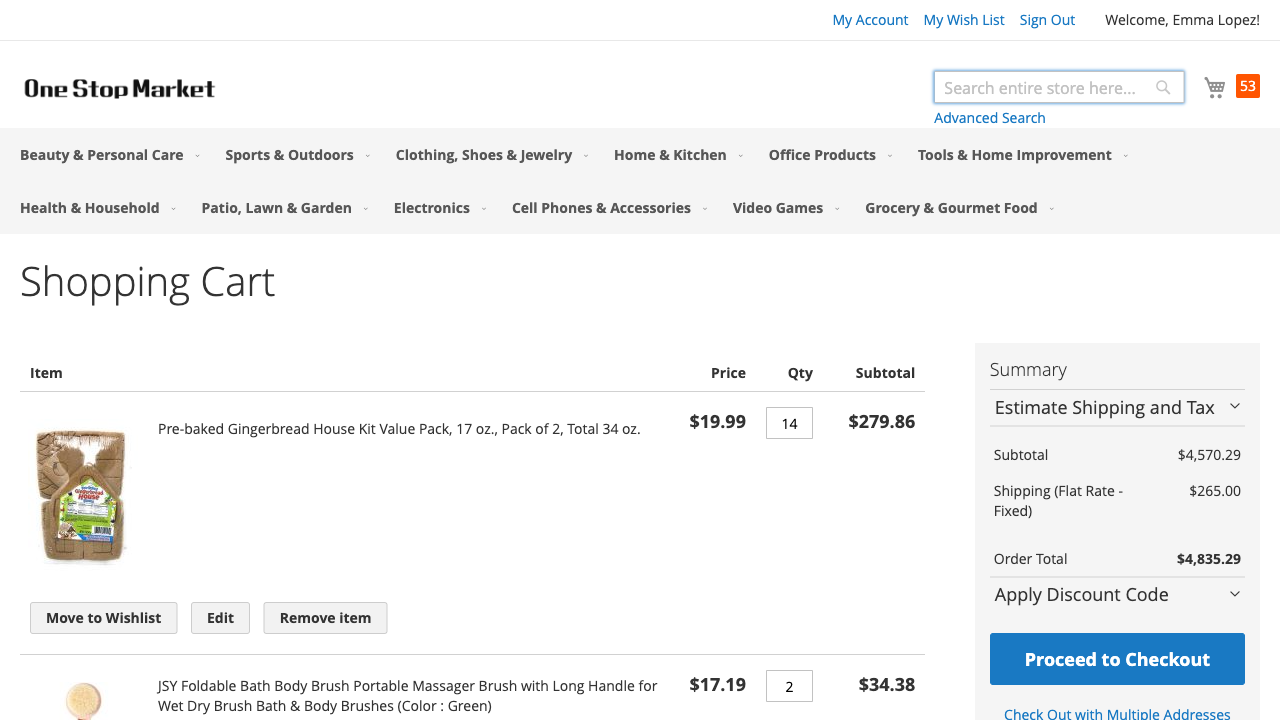 My Account My Wish List Sign Out Welcome, Emma Lopez!
One Stop Market
Search entire store here...
53
Advanced Search
Beauty & Personal Care Sports & Outdoors Clothing, Shoes & Jewelry Home & Kitchen Office Products Tools & Home Improvement
Health & Household Patio, Lawn & Garden Electronics Cell Phones & Accessories Video Games Grocery & Gourmet Food
Shopping Cart
Item Price Qty Subtotal
Pre-baked Gingerbread House Kit Value Pack, 17 oz., Pack of 2, Total 34 oz. $19.99 14 $279.86
Gingerbread
House
Move to Wishlist Edit Remove item
JSY Foldable Bath Body Brush Portable Massager Brush with Long Handle for $17.19 2 $34.38
Wet Dry Brush Bath & Body Brushes (Color : Green)
Summary
Estimate Shipping and Tax
Subtotal $4,570.29
Shipping (Flat Rate - $265.00
Fixed)
Order Total $4,835.29
Apply Discount Code
Proceed to Checkout
Check Out with Multiple Addresses